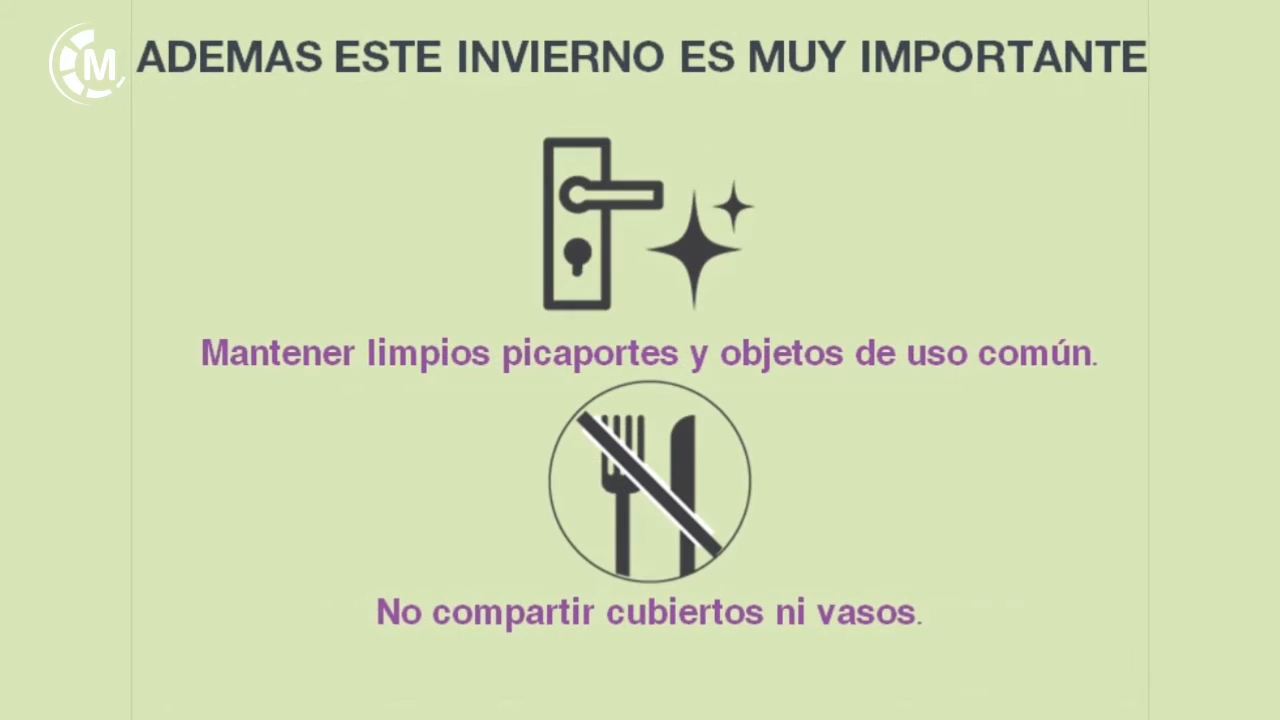 M
ADEMAS ESTE INVIERNO ES MUY IMPORTANTE
Mantener limpios picaportes y objetos de uso común.
No compartir cubiertos ni vasos.